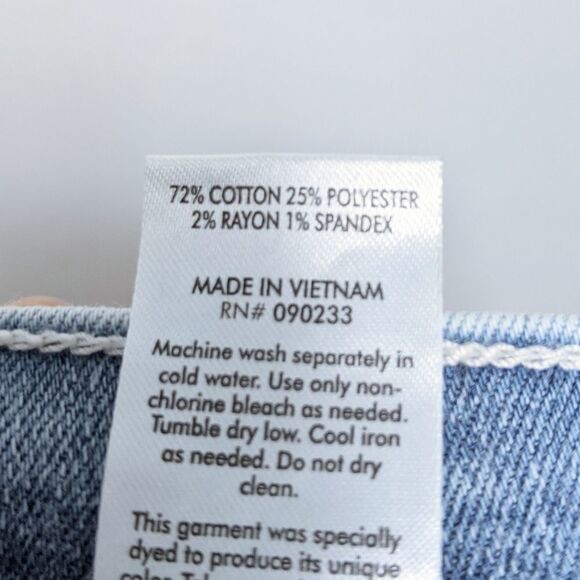 72% COTTON 25% POLYESTER
2% RAYON 1% SPANDEX
MADE IN VIETNAM
RN# 090233
Machine wash separately in
cold water. Use only non-
chlorine bleach as needed.
Tumble dry low. Cool iron
as needed. Do not dry
clean.
This garment was specially
dyed to produce its unique
color.